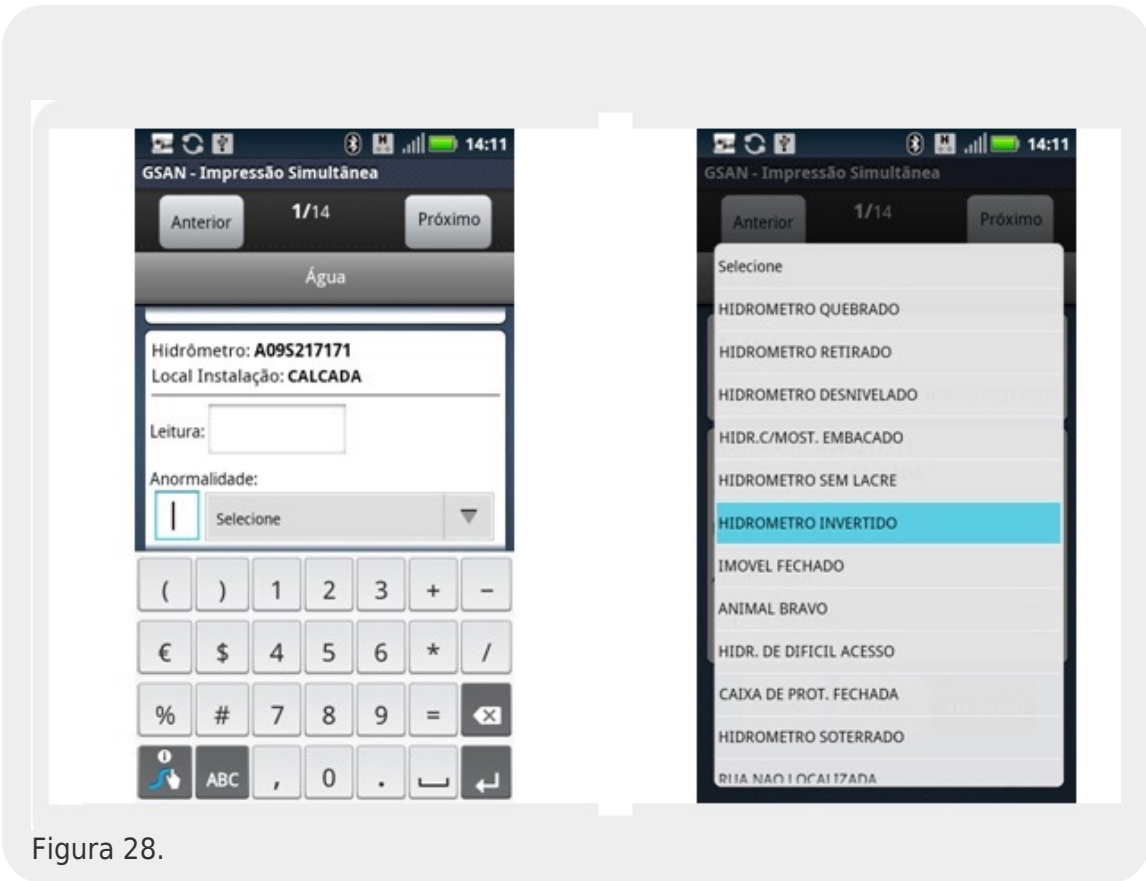 14:11
GSAN - Impressão Simultânea
Anterior 1/14 Próximo
Água
Hidrômetro: A09S217171
Local Instalação: CALCADA
Leitura:
Anormalidade:
Selecione
( ) 1 2 3 + -
€ $ 4 5 6 * /
% # 7 8 9 =
ABC , 0 .
14:11
GSAN - Impressão Simultânea
Anterior 1/14 Próximo
Selecione
HIDROMETRO QUEBRADO
HIDROMETRO RETIRADO
HIDROMETRO DESNIVELADO
HIDR.C/MOST. EMBACADO
HIDROMETRO SEM LACRE
HIDROMETRO INVERTIDO
IMOVEL FECHADO
ANIMAL BRAVO
HIDR. DE DIFICIL ACESSO
CAIXA DE PROT. FECHADA
HIDROMETRO SOTERRADO
RUA NAO LOCALIZADA
Figura 28.